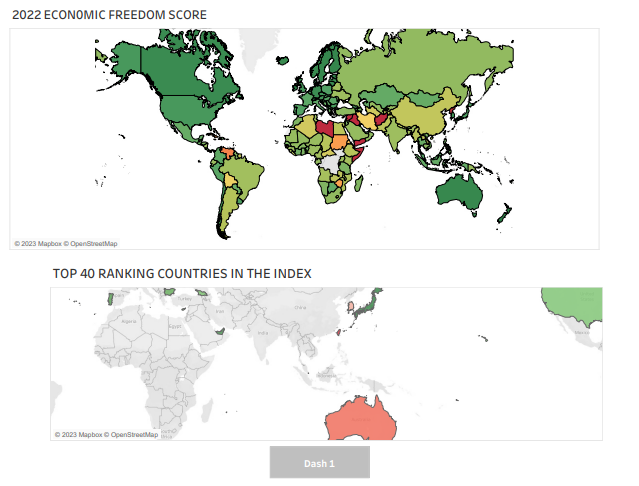 2022 ECONOMIC FREEDOM SCORE
© 2023 Mapbox © OpenStreetMap
TOP 40 RANKING COUNTRIES IN THE INDEX
© 2023 Mapbox © OpenStreetMap
Dash 1